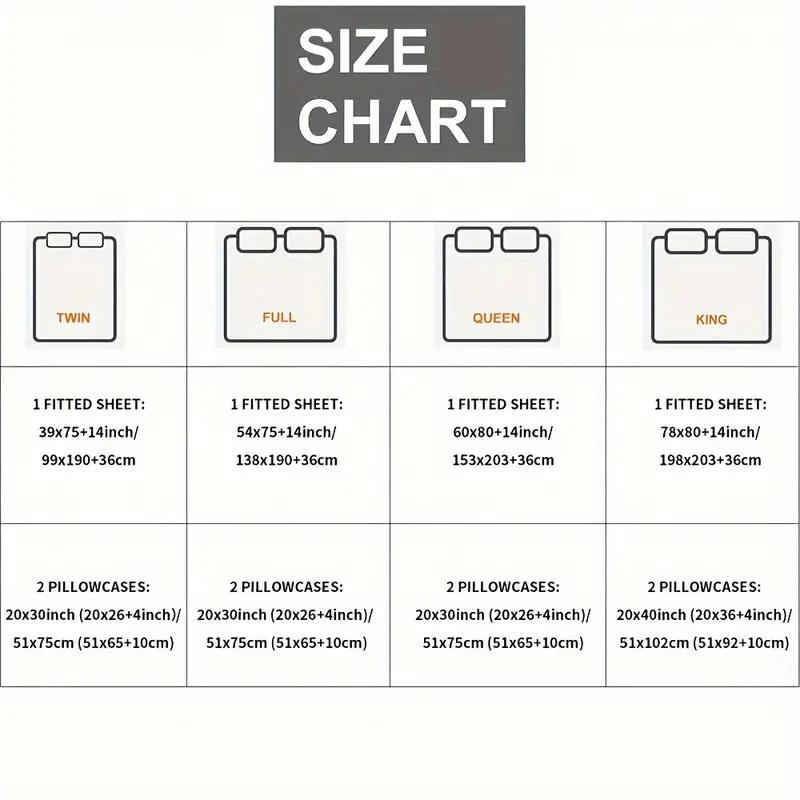 SIZE
CHART
TWIN
FULL
QUEEN
KING
1 FITTED SHEET:
39x75+14inch/
99x190+36cm
1 FITTED SHEET:
54x75+14inch/
138x190+36cm
1 FITTED SHEET:
60x80+14inch/
153x203+36cm
1 FITTED SHEET:
78x80+14inch/
198x203+36cm
2 PILLOWCASES:
20x30inch (20x26+4inch)/
51x75cm (51x65+10cm)
2 PILLOWCASES:
20x30inch (20x26+4inch)/
51x75cm (51x65+10cm)
2 PILLOWCASES:
20x30inch (20x26+4inch)/
51x75cm (51x65+10cm)
2 PILLOWCASES:
20x40inch (20x36+4inch)/
51x102cm (51x92+10cm)